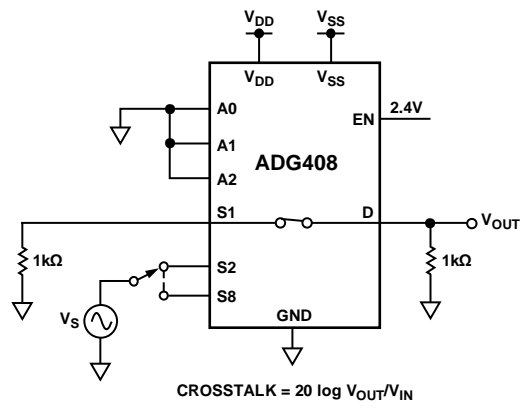 VDD
VSS
VDD
VSS
A0
A1
A2
EN
2.4V
ADG408
S1
D
VOUT
1kΩ
1kΩ
S2
S8
VS
GND
CROSSTALK = 20 log VOUT/VIN